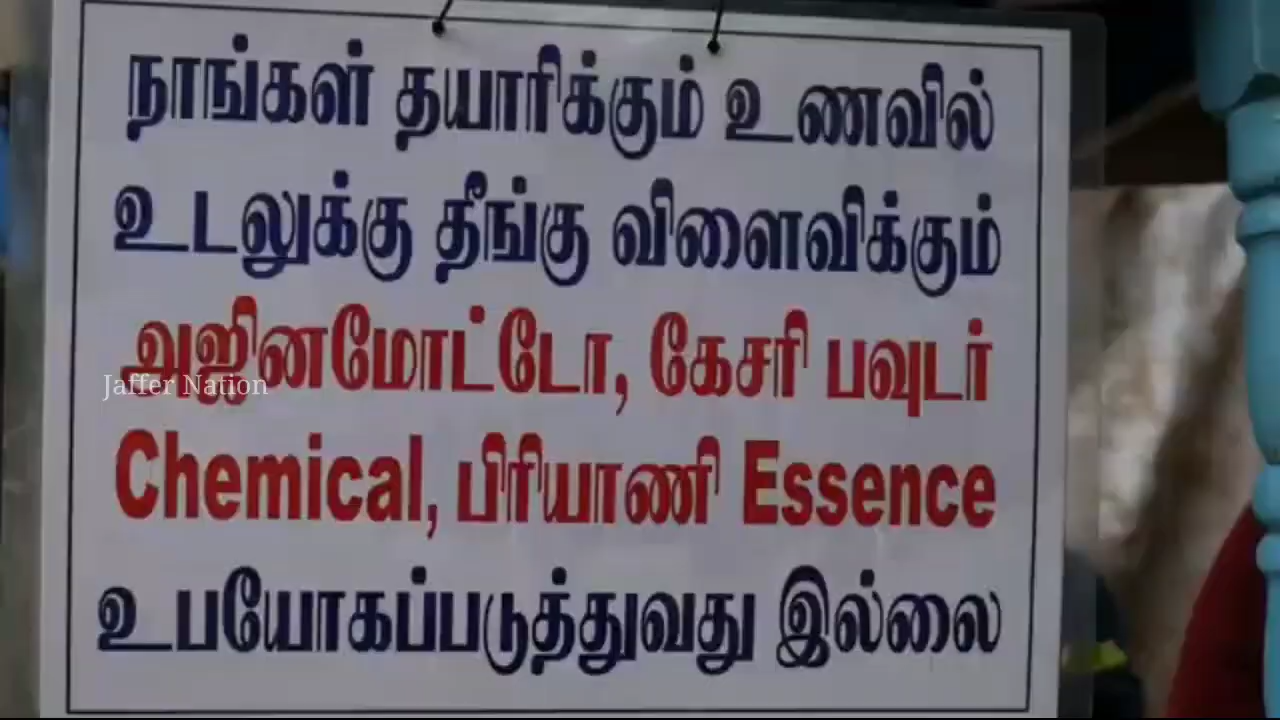 நாங்கள் தயாரிக்கும் உணவில்
உடலுக்கு தீங்கு விளைவிக்கும்
அஜினமோட்டோ, கேசரி பவுடர்
Jaffer Nation
Chemical, பிரியாணி Essence
உபயோகப்படுத்துவது இல்லை